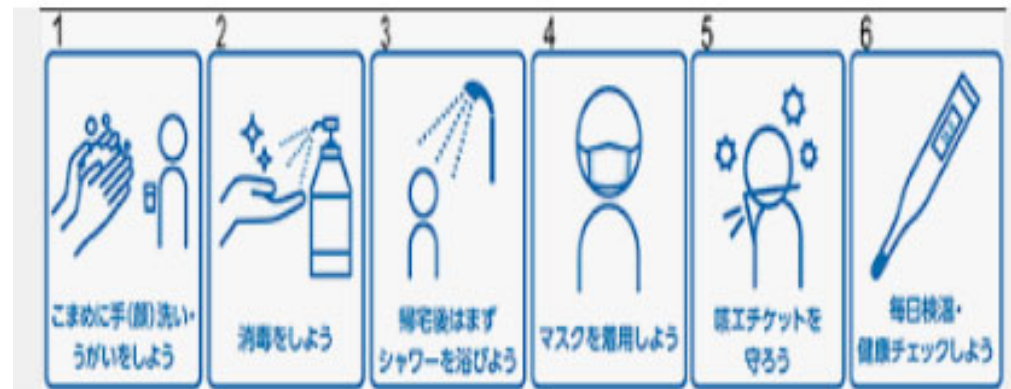 1
こまめに手(顔)洗い・
うがいをしよう
2
消毒をしよう
3
帰宅後はまず
シャワーを浴びよう
4
マスクを着用しよう
5
咳エチケットを
守ろう
6
毎日検温・
健康チェックしよう